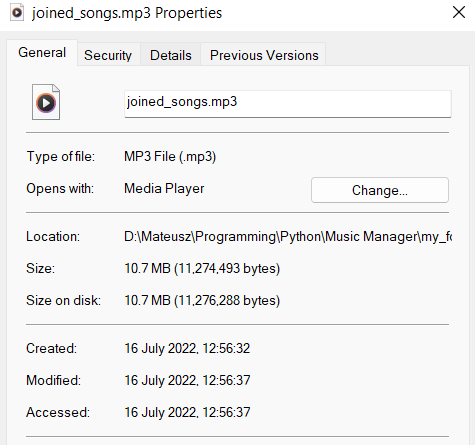 joined_songs.mp3 Properties
General Security Details Previous Versions
joined_songs.mp3
Type of file: MP3 File (.mp3)
Opens with: Media Player Change...
Location: D:\Mateusz\Programming\Python\Music Manager\my_fo
Size: 10.7 MB (11,274,493 bytes)
Size on disk: 10.7 MB (11,276,288 bytes)
Created: 16 July 2022, 12:56:32
Modified: 16 July 2022, 12:56:37
Accessed: 16 July 2022, 12:56:37